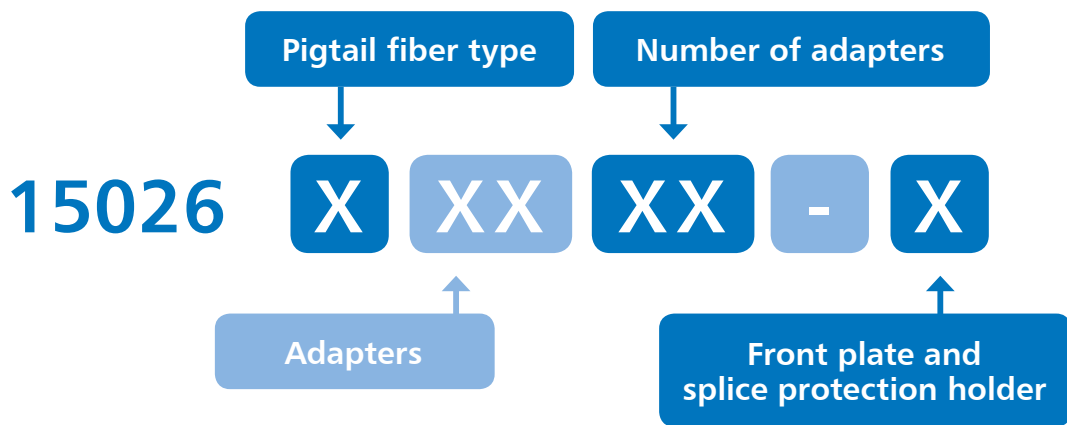 Pigtail fiber type
Number of adapters
15026 X XX XX - X
Adapters
Front plate and
splice protection holder